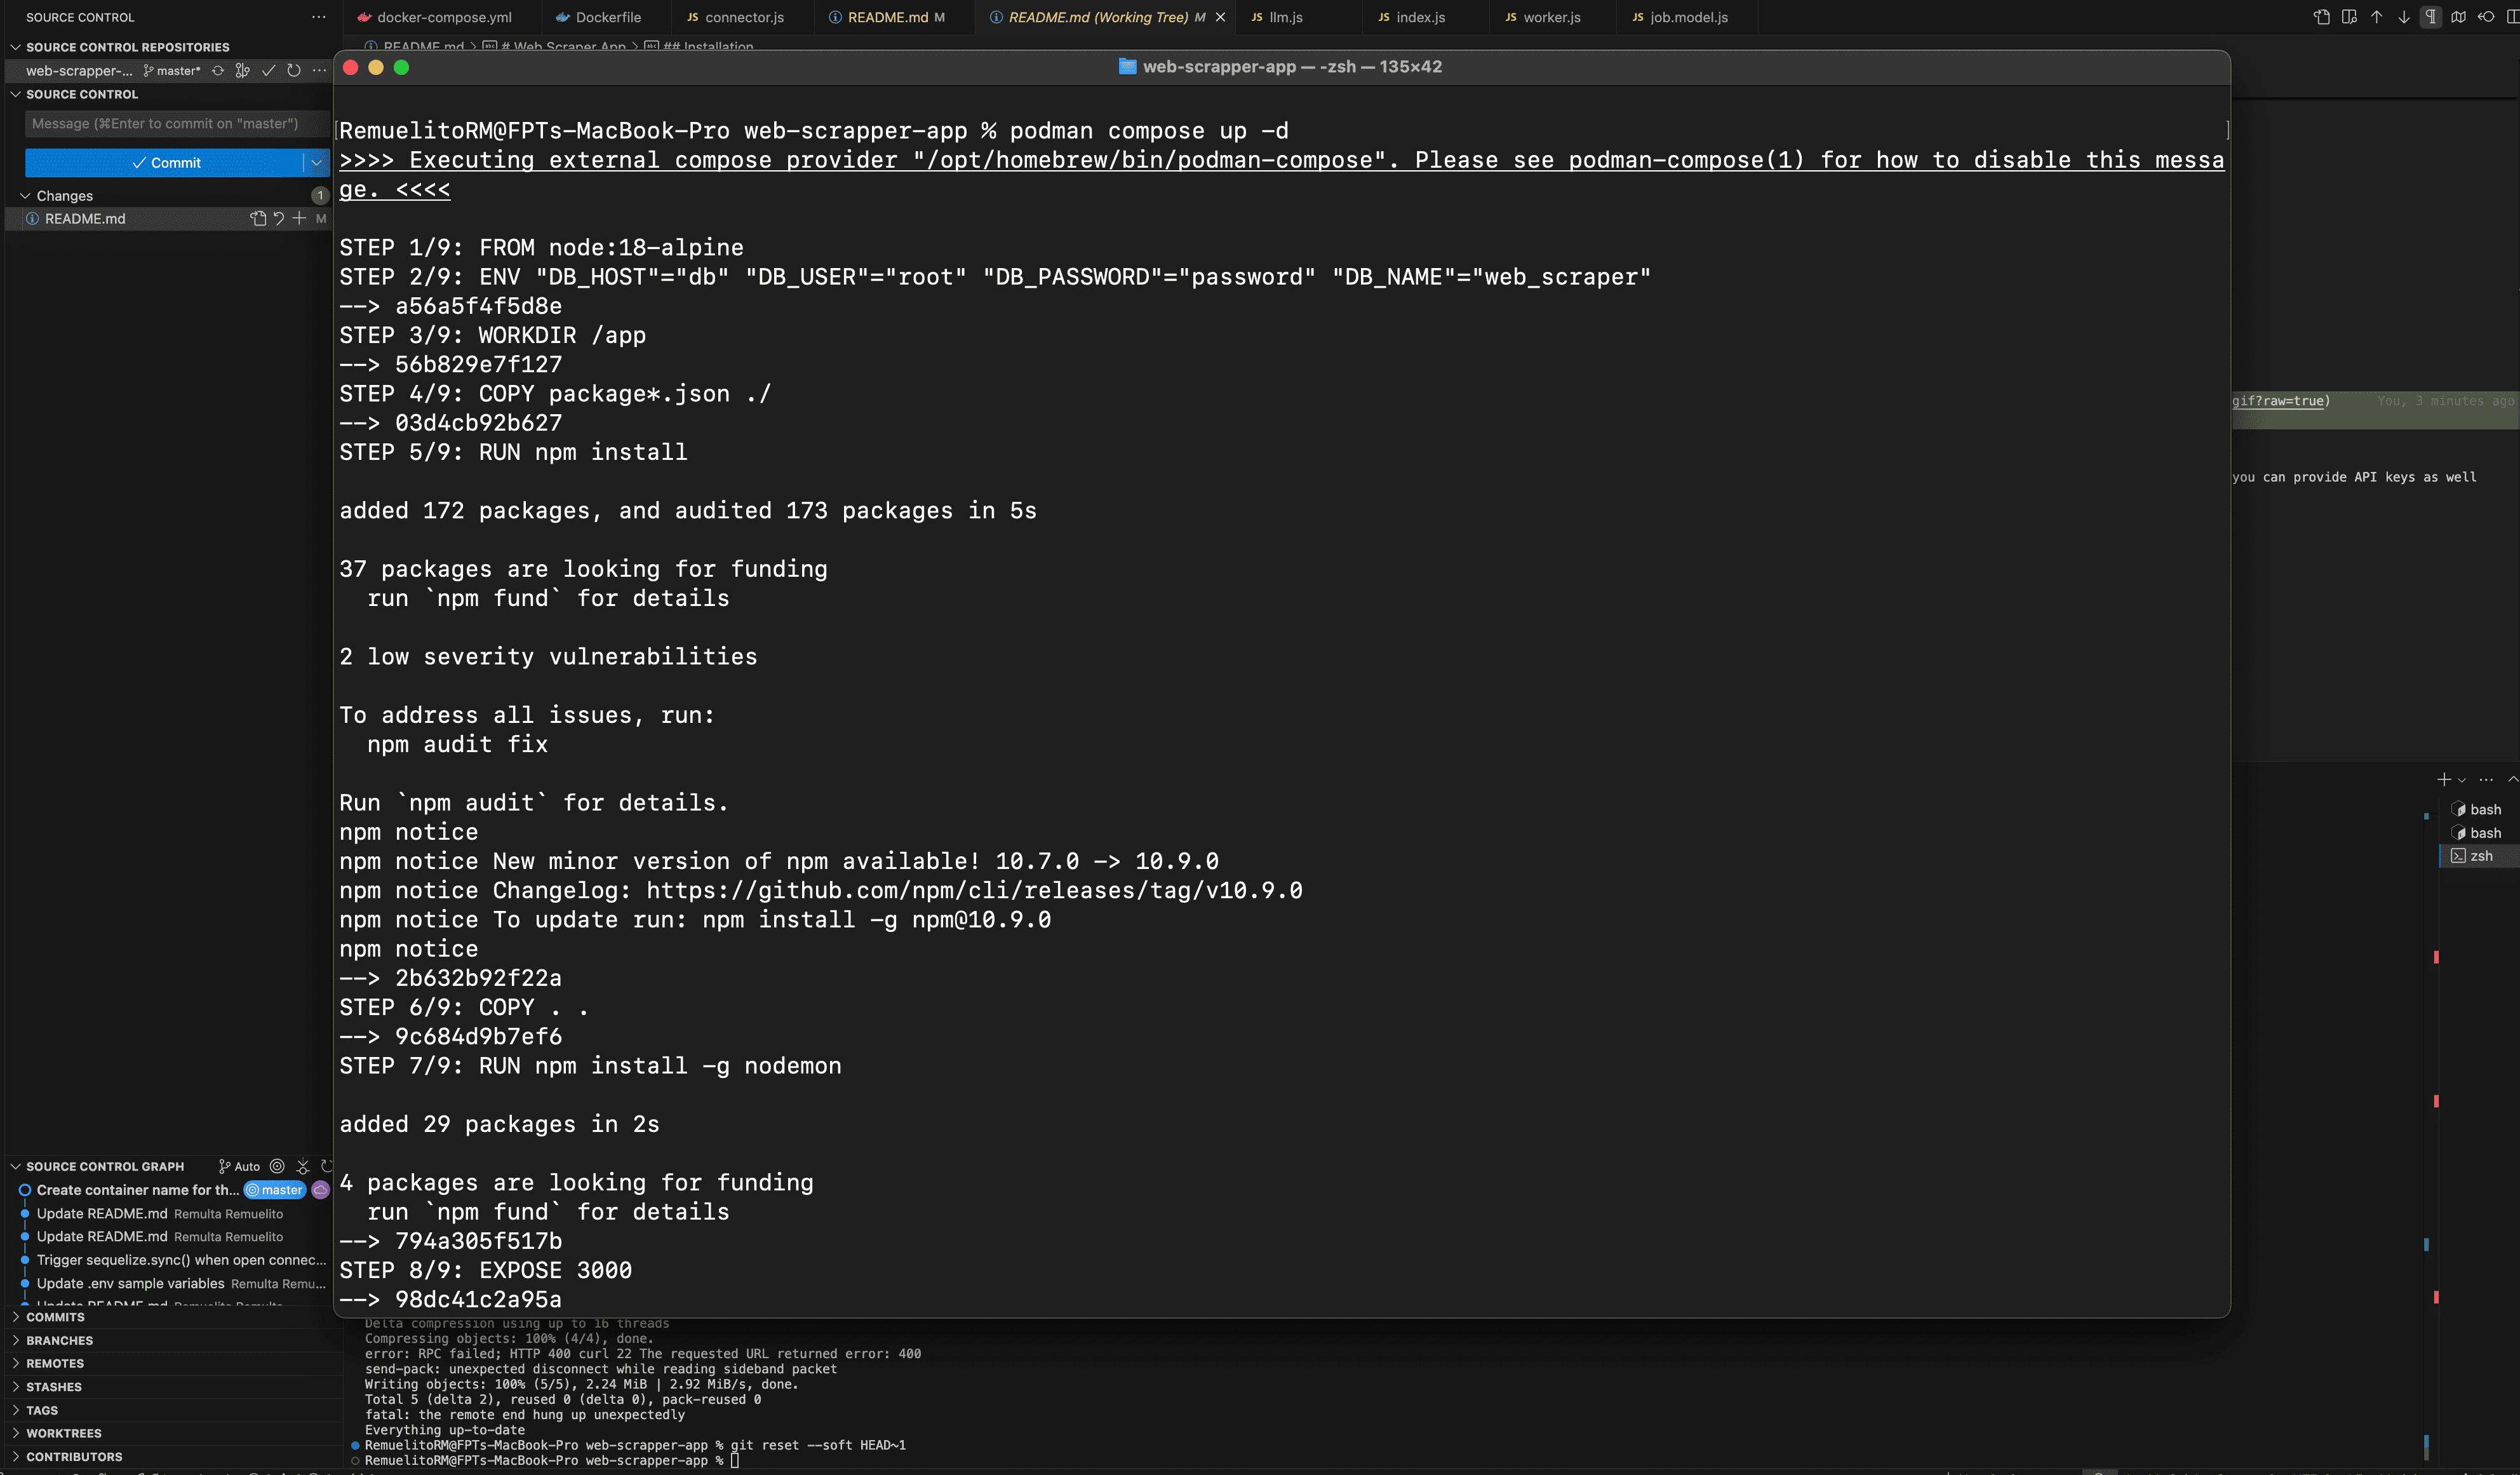 SOURCE CONTROL
SOURCE CONTROL REPOSITORIES
web-scrapper-... master*
SOURCE CONTROL
Message (⌘Enter to commit on "master")
Commit
Changes 1
README.md M
docker-compose.yml
Dockerfile
JS connector.js
README.md M
README.md (Working Tree) M
JS llm.js
JS index.js
JS worker.js
JS job.model.js
README.md > # Web Scraper App > ## Installation
web-scrapper-app — -zsh — 135×42
RemuelitoRM@FPTs-MacBook-Pro web-scrapper-app % podman compose up -d
>>>> Executing external compose provider "/opt/homebrew/bin/podman-compose". Please see podman-compose(1) for how to disable this messa
ge. <<<<
STEP 1/9: FROM node:18-alpine
STEP 2/9: ENV "DB_HOST"="db" "DB_USER"="root" "DB_PASSWORD"="password" "DB_NAME"="web_scraper"
--> a56a5f4f5d8e
STEP 3/9: WORKDIR /app
--> 56b829e7f127
STEP 4/9: COPY package*.json ./
--> 03d4cb92b627
STEP 5/9: RUN npm install
added 172 packages, and audited 173 packages in 5s
37 packages are looking for funding
run `npm fund` for details
2 low severity vulnerabilities
To address all issues, run:
npm audit fix
Run `npm audit` for details.
npm notice
npm notice New minor version of npm available! 10.7.0 -> 10.9.0
npm notice Changelog: https://github.com/npm/cli/releases/tag/v10.9.0
npm notice To update run: npm install -g npm@10.9.0
npm notice
--> 2b632b92f22a
STEP 6/9: COPY . .
--> 9c684d9b7ef6
STEP 7/9: RUN npm install -g nodemon
added 29 packages in 2s
4 packages are looking for funding
run `npm fund` for details
--> 794a305f517b
STEP 8/9: EXPOSE 3000
--> 98dc41c2a95a
gif?raw=true) You, 3 minutes ago
you can provide API keys as well
bash
bash
zsh
SOURCE CONTROL GRAPH Auto
Create container name for th... master
Update README.md Remulta Remuelito
Update README.md Remulta Remuelito
Trigger sequelize.sync() when open connec...
Update .env sample variables Remulta Remu...
Update README.md Remuelito Remulta
COMMITS
BRANCHES
REMOTES
STASHES
TAGS
WORKTREES
CONTRIBUTORS
Delta compression using up to 16 threads
Compressing objects: 100% (4/4), done.
error: RPC failed; HTTP 400 curl 22 The requested URL returned error: 400
send-pack: unexpected disconnect while reading sideband packet
Writing objects: 100% (5/5), 2.24 MiB | 2.92 MiB/s, done.
Total 5 (delta 2), reused 0 (delta 0), pack-reused 0
fatal: the remote end hung up unexpectedly
Everything up-to-date
RemuelitoRM@FPTs-MacBook-Pro web-scrapper-app % git reset --soft HEAD~1
RemuelitoRM@FPTs-MacBook-Pro web-scrapper-app %